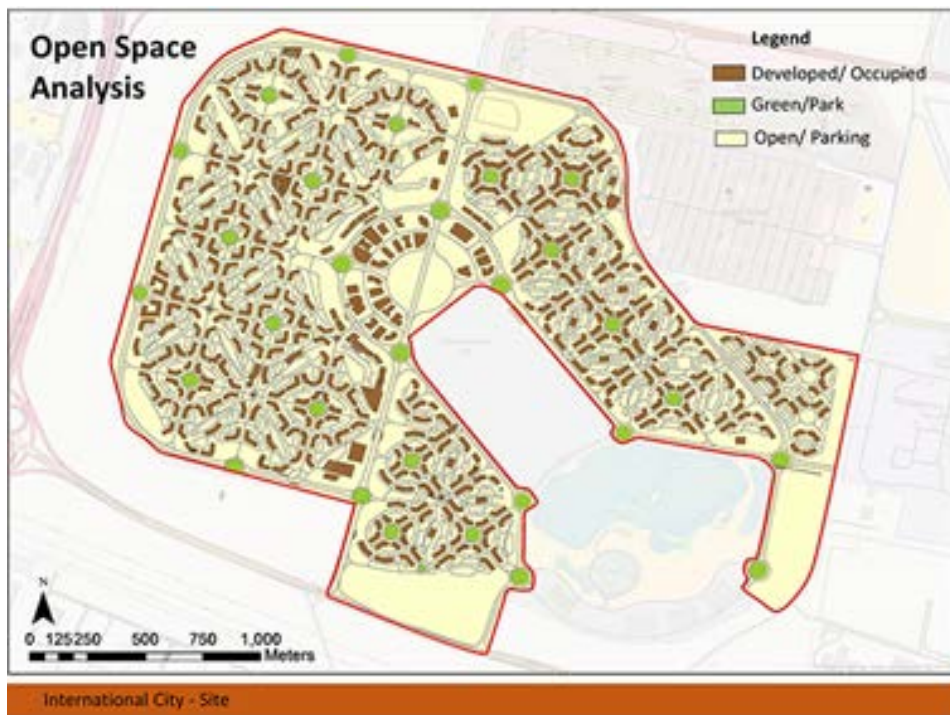 Open Space
Analysis
Legend
Developed/ Occupied
Green/Park
Open/ Parking
N
0 125250 500 750 1,000
Meters
International City - Site